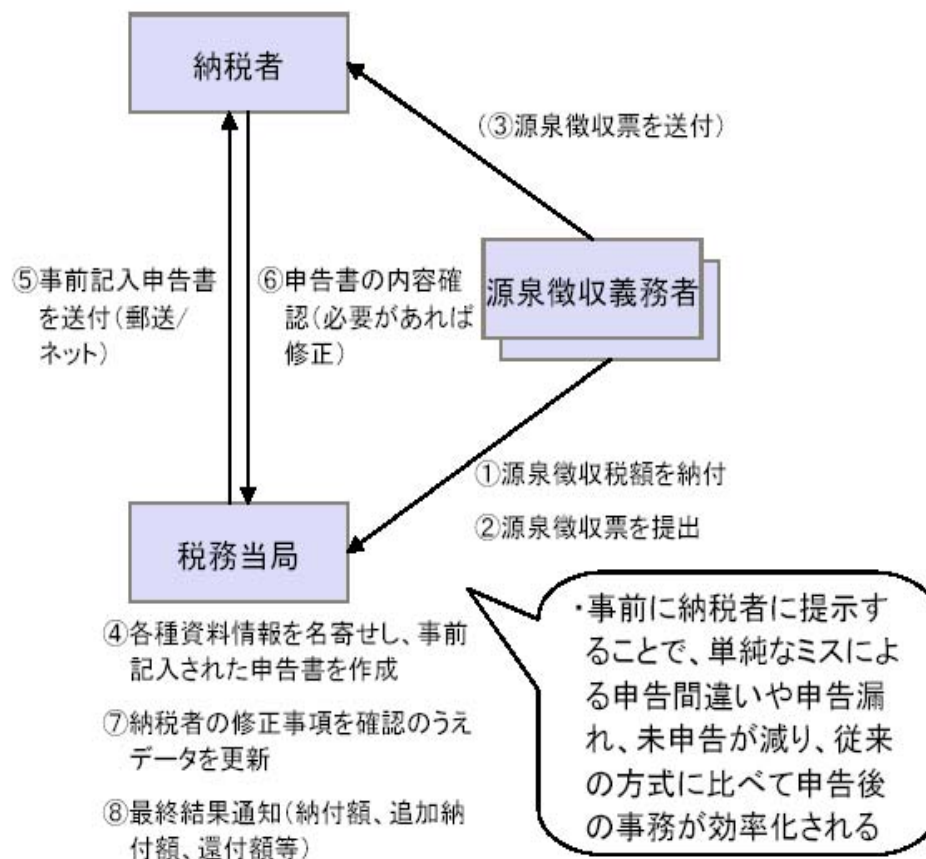 納税者
(③源泉徴収票を送付)
源泉徴収義務者
⑤事前記入申告書
を送付(郵送/
ネット)
⑥申告書の内容確
認(必要があれば
修正)
①源泉徴収税額を納付
②源泉徴収票を提出
税務当局
④各種資料情報を名寄せし、事前
記入された申告書を作成
⑦納税者の修正事項を確認のうえ
データを更新
⑧最終結果通知(納付額、追加納
付額、還付額等)
・事前に納税者に提示す
ることで、単純なミスによ
る申告間違いや申告漏
れ、未申告が減り、従来
の方式に比べて申告後
の事務が効率化される